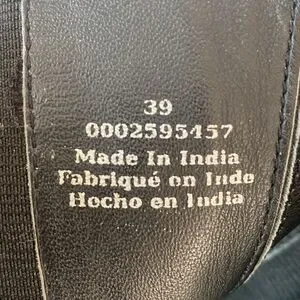 39
0002595457
Made In India
Fabriqué en Inde
Hecho en India